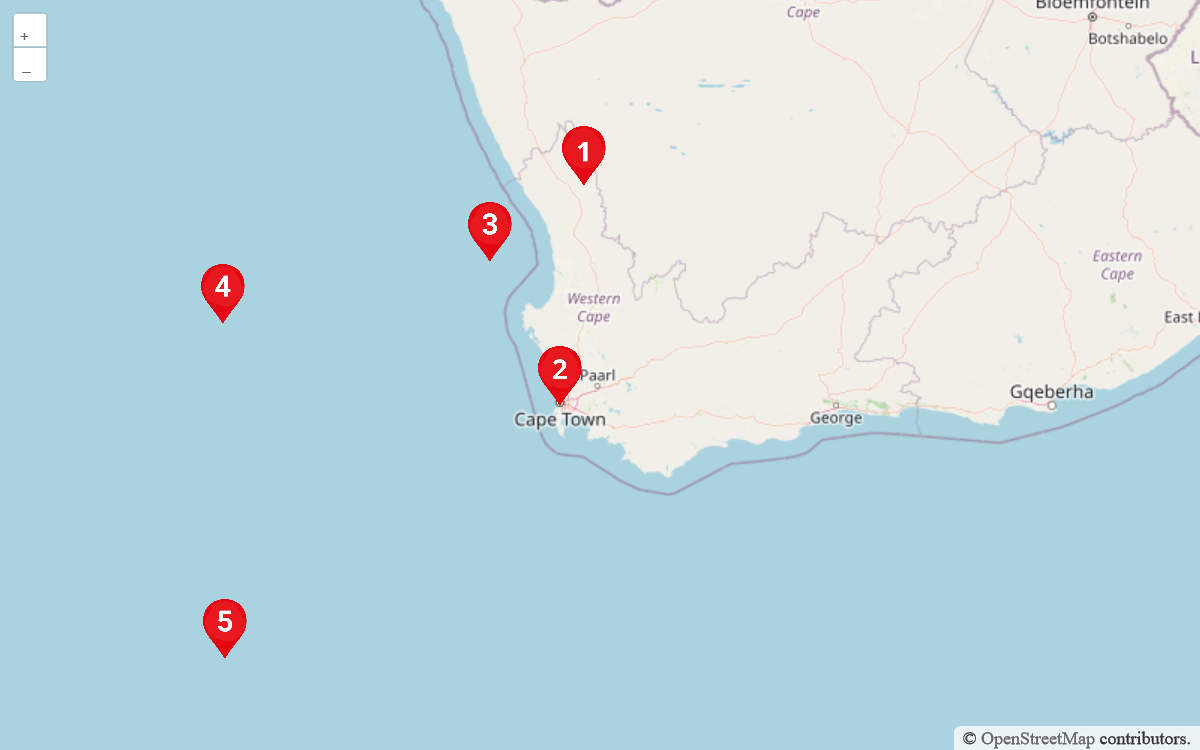 Bloemfontein
Cape
Botshabelo
L
+
–
1
3
Eastern
Cape
4
Western
Cape
East
2
Paarl
Gqeberha
Cape Town
George
5
© OpenStreetMap contributors.